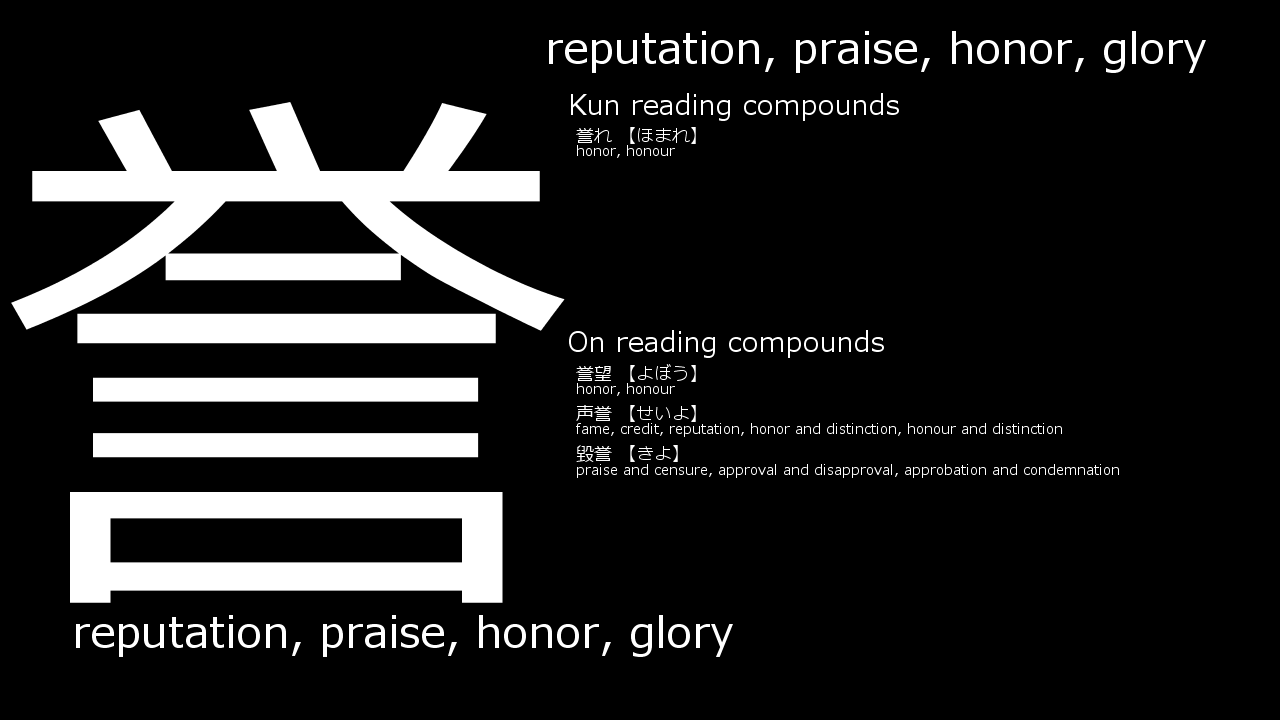 誉
reputation, praise, honor, glory
Kun reading compounds
誉れ 【ほまれ】
honor, honour
On reading compounds
誉望 【よぼう】
honor, honour
声誉 【せいよ】
fame, credit, reputation, honor and distinction, honour and distinction
毀誉 【きよ】
praise and censure, approval and disapproval, approbation and condemnation
reputation, praise, honor, glory